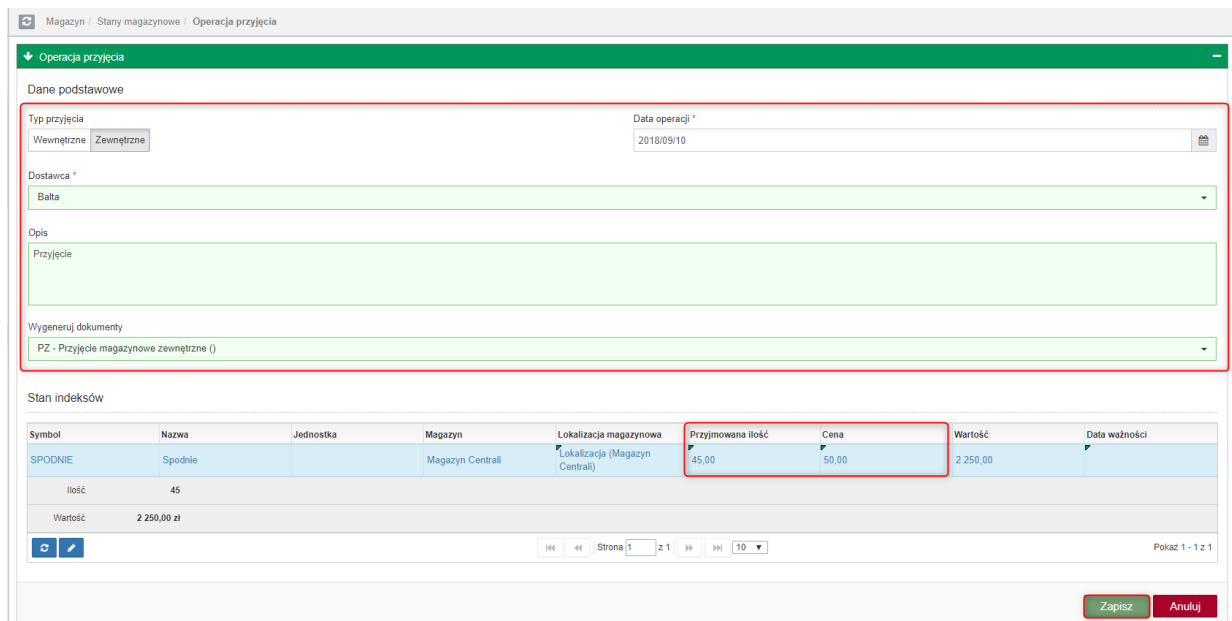 Magazyn / Stany magazynowe / Operacja przyjęcia
Operacja przyjęcia
Dane podstawowe
Typ przyjęcia
Wewnętrzne Zewnętrzne
Data operacji *
2018/09/10
Dostawca *
Balta
Opis
Przyjęcie
Wygeneruj dokumenty
PZ - Przyjęcie magazynowe zewnętrzne ()
Stan indeksów
Symbol Nazwa Jednostka Magazyn Lokalizacja magazynowa Przyjmowana ilość Cena Wartość Data ważności
SPODNIE Spodnie Magazyn Centrali Lokalizacja (Magazyn Centrali) 45,00 50,00 2 250,00
Ilość 45
Wartość 2 250,00 zł
Strona 1 z 1 10 Pokaż 1 - 1 z 1
Zapisz Anuluj